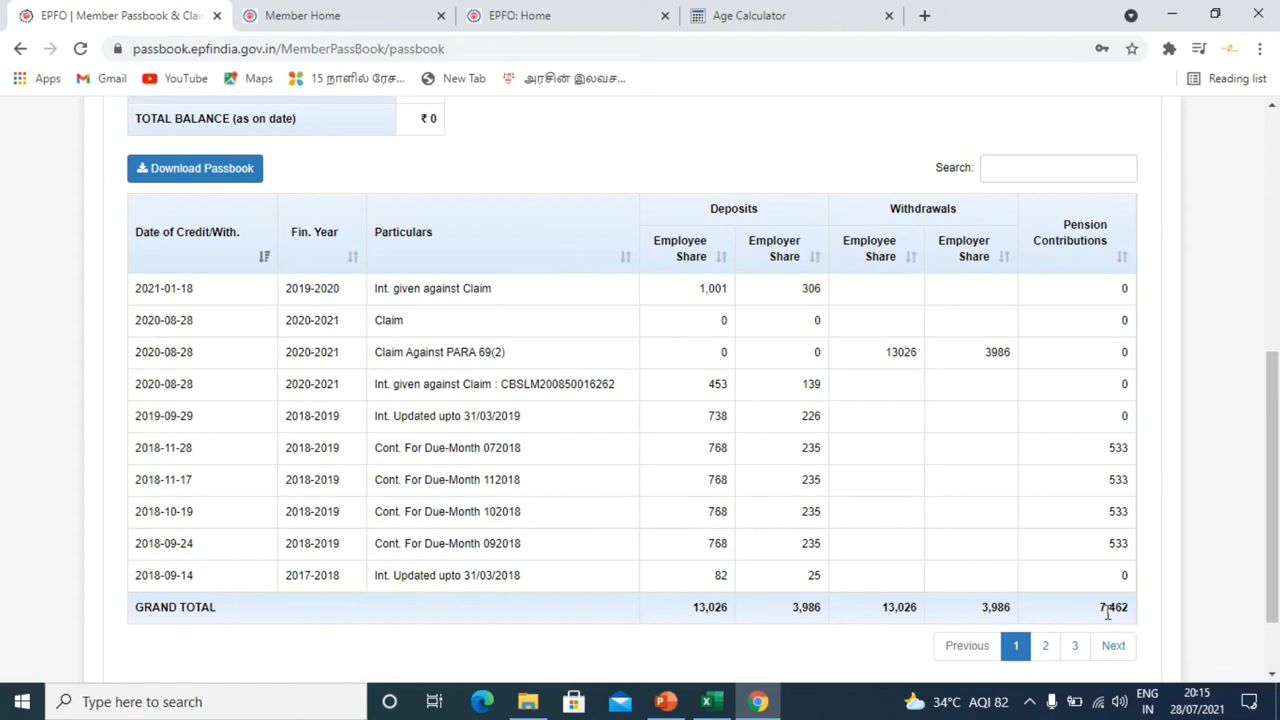 EPFO | Member Passbook & Clai
Member Home
EPFO: Home
Age Calculator
passbook.epfindia.gov.in/MemberPassBook/passbook
Apps Gmail YouTube Maps 15 நாளில் ரேச... New Tab அரசின் இலவச... Reading list
TOTAL BALANCE (as on date) ₹ 0
Download Passbook Search:
Deposits Withdrawals
Date of Credit/With. Fin. Year Particulars Employee Share Employer Share Employee Share Employer Share Pension Contributions
2021-01-18 2019-2020 Int. given against Claim 1,001 306 0
2020-08-28 2020-2021 Claim 0 0 0
2020-08-28 2020-2021 Claim Against PARA 69(2) 0 0 13026 3986 0
2020-08-28 2020-2021 Int. given against Claim : CBSLM200850016262 453 139 0
2019-09-29 2018-2019 Int. Updated upto 31/03/2019 738 226 0
2018-11-28 2018-2019 Cont. For Due-Month 072018 768 235 533
2018-11-17 2018-2019 Cont. For Due-Month 112018 768 235 533
2018-10-19 2018-2019 Cont. For Due-Month 102018 768 235 533
2018-09-24 2018-2019 Cont. For Due-Month 092018 768 235 533
2018-09-14 2017-2018 Int. Updated upto 31/03/2018 82 25 0
GRAND TOTAL 13,026 3,986 13,026 3,986 7,462
Previous 1 2 3 Next
Type here to search
34°C AQI 82
ENG
IN
20:15
28/07/2021